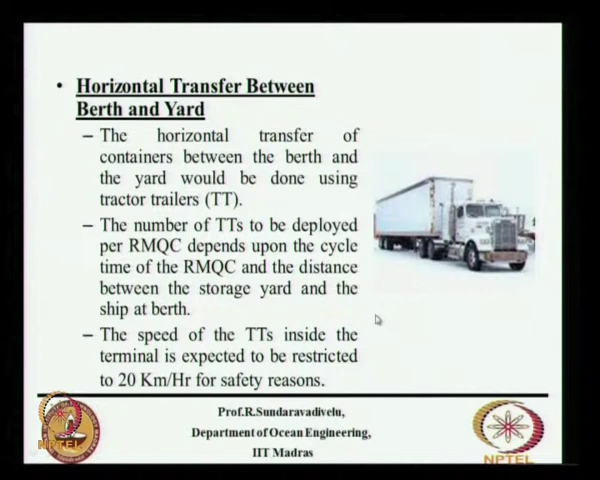 • Horizontal Transfer Between
Berth and Yard
– The horizontal transfer of
containers between the berth and
the yard would be done using
tractor trailers (TT).
– The number of TTs to be deployed
per RMQC depends upon the cycle
time of the RMQC and the distance
between the storage yard and the
ship at berth.
– The speed of the TTs inside the
terminal is expected to be restricted
to 20 Km/Hr for safety reasons.
Prof.R.Sundaravadivelu,
Department of Ocean Engineering,
IIT Madras
NPTEL
NPTEL